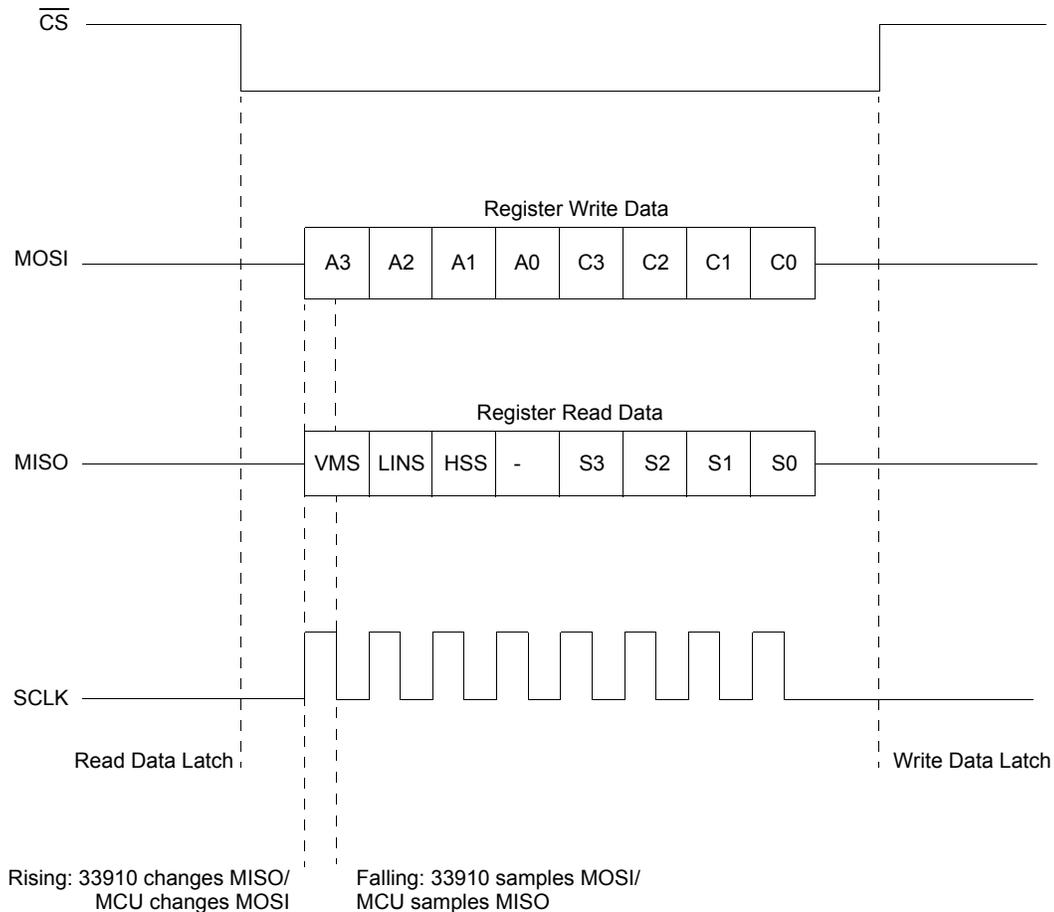 CS
Register Write Data
MOSI A3 A2 A1 A0 C3 C2 C1 C0
Register Read Data
MISO VMS LINS HSS - S3 S2 S1 S0
SCLK
Read Data Latch
Write Data Latch
Rising: 33910 changes MISO/
MCU changes MOSI
Falling: 33910 samples MOSI/
MCU samples MISO